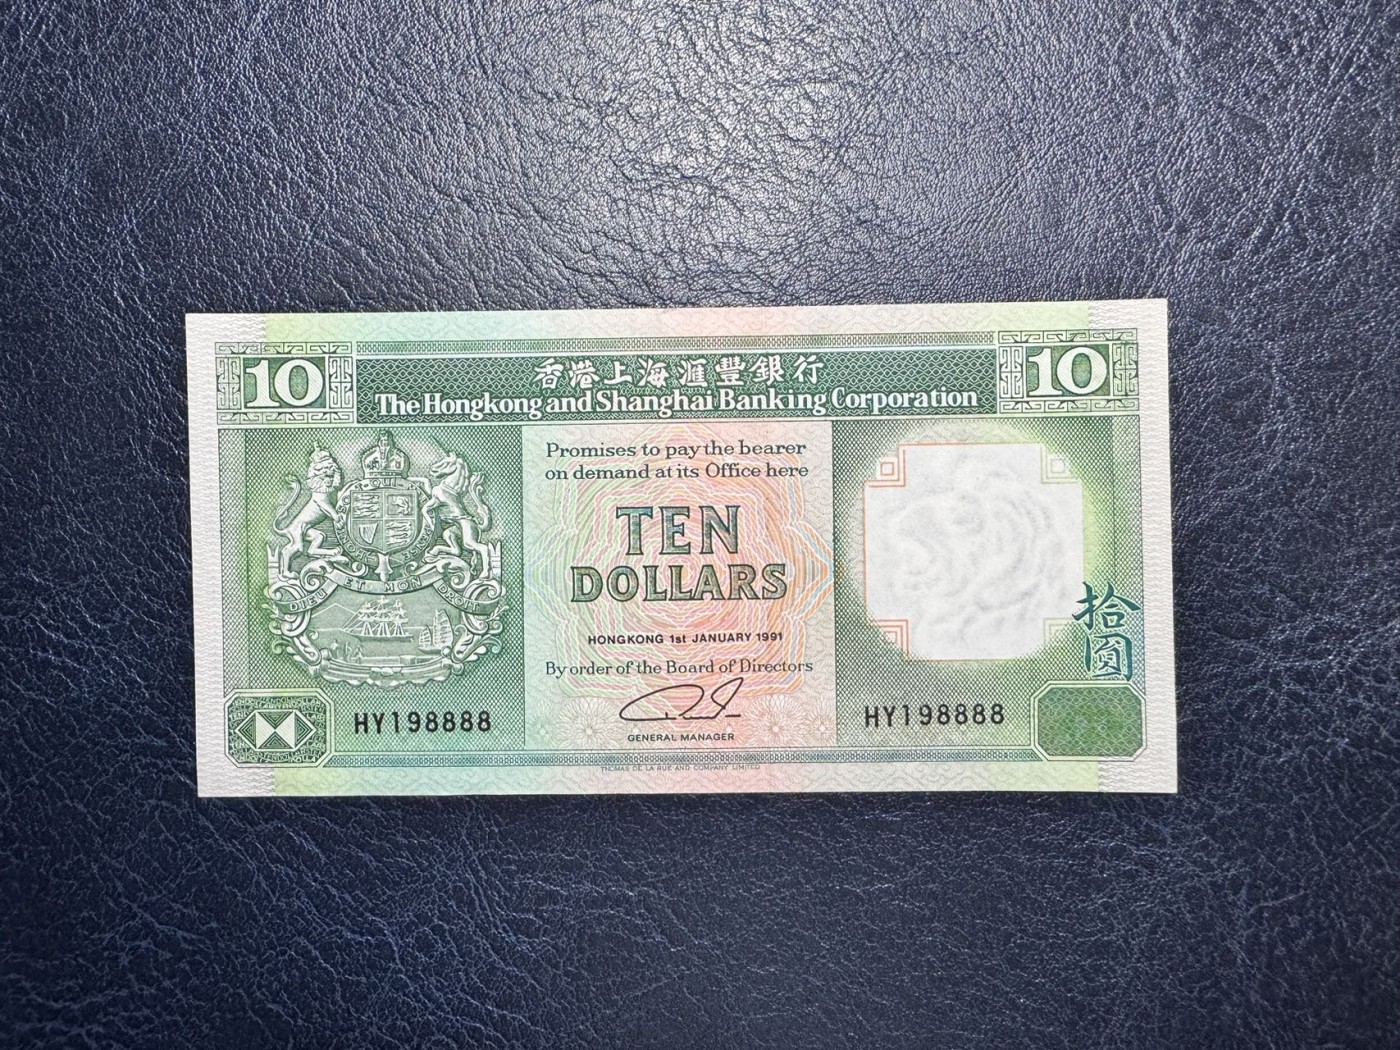 10
香港上海滙豐銀行
10
The Hongkong and Shanghai Banking Corporation
Promises to pay the bearer
on demand at its Office here
TEN
DOLLARS
HONGKONG 1st JANUARY 1991
By order of the Board of Directors
GENERAL MANAGER
DIEU ET MON DROIT
拾圓
HY198888
HY198888
THOMAS DE LA RUE AND COMPANY LIMITED